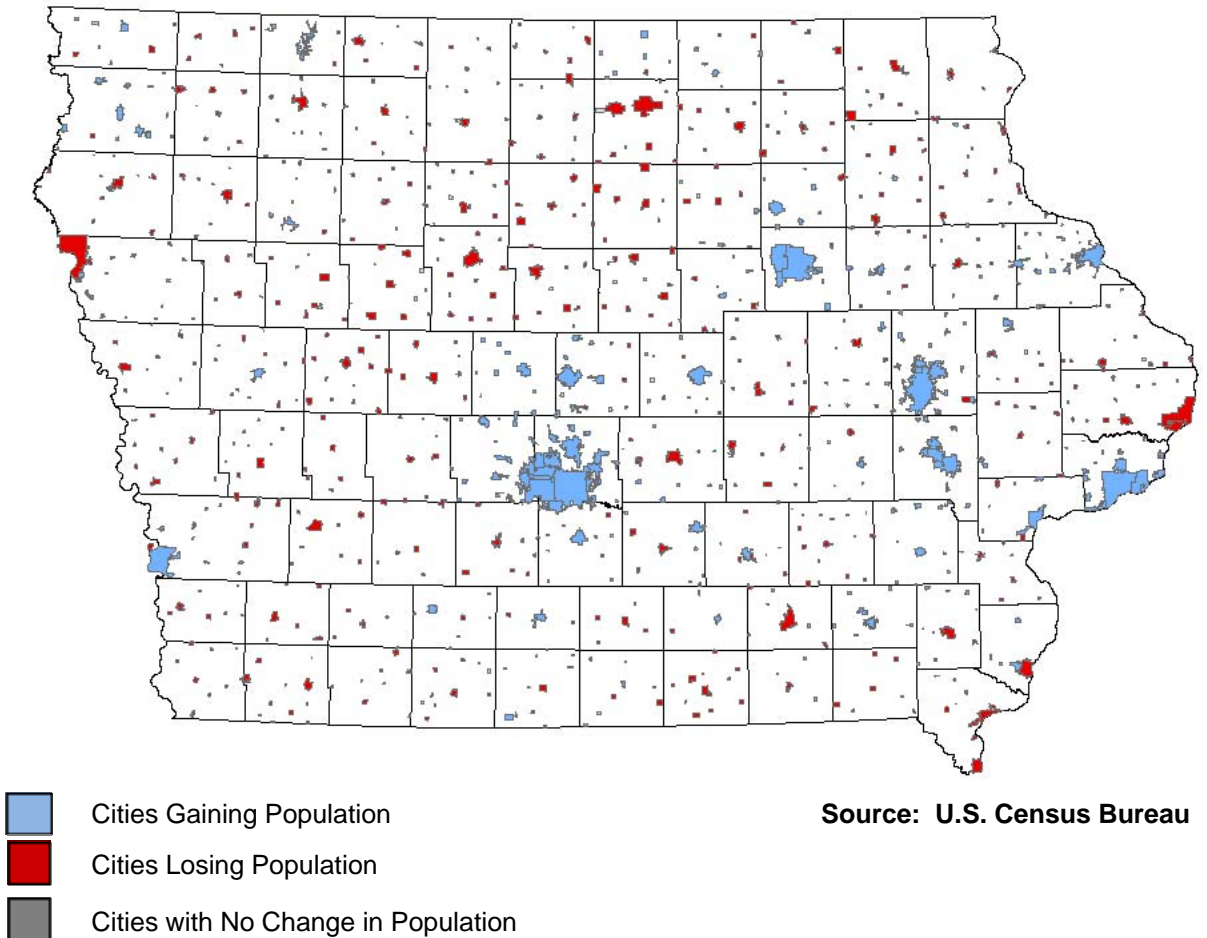 Cities Gaining Population
Source: U.S. Census Bureau
Cities Losing Population
Cities with No Change in Population